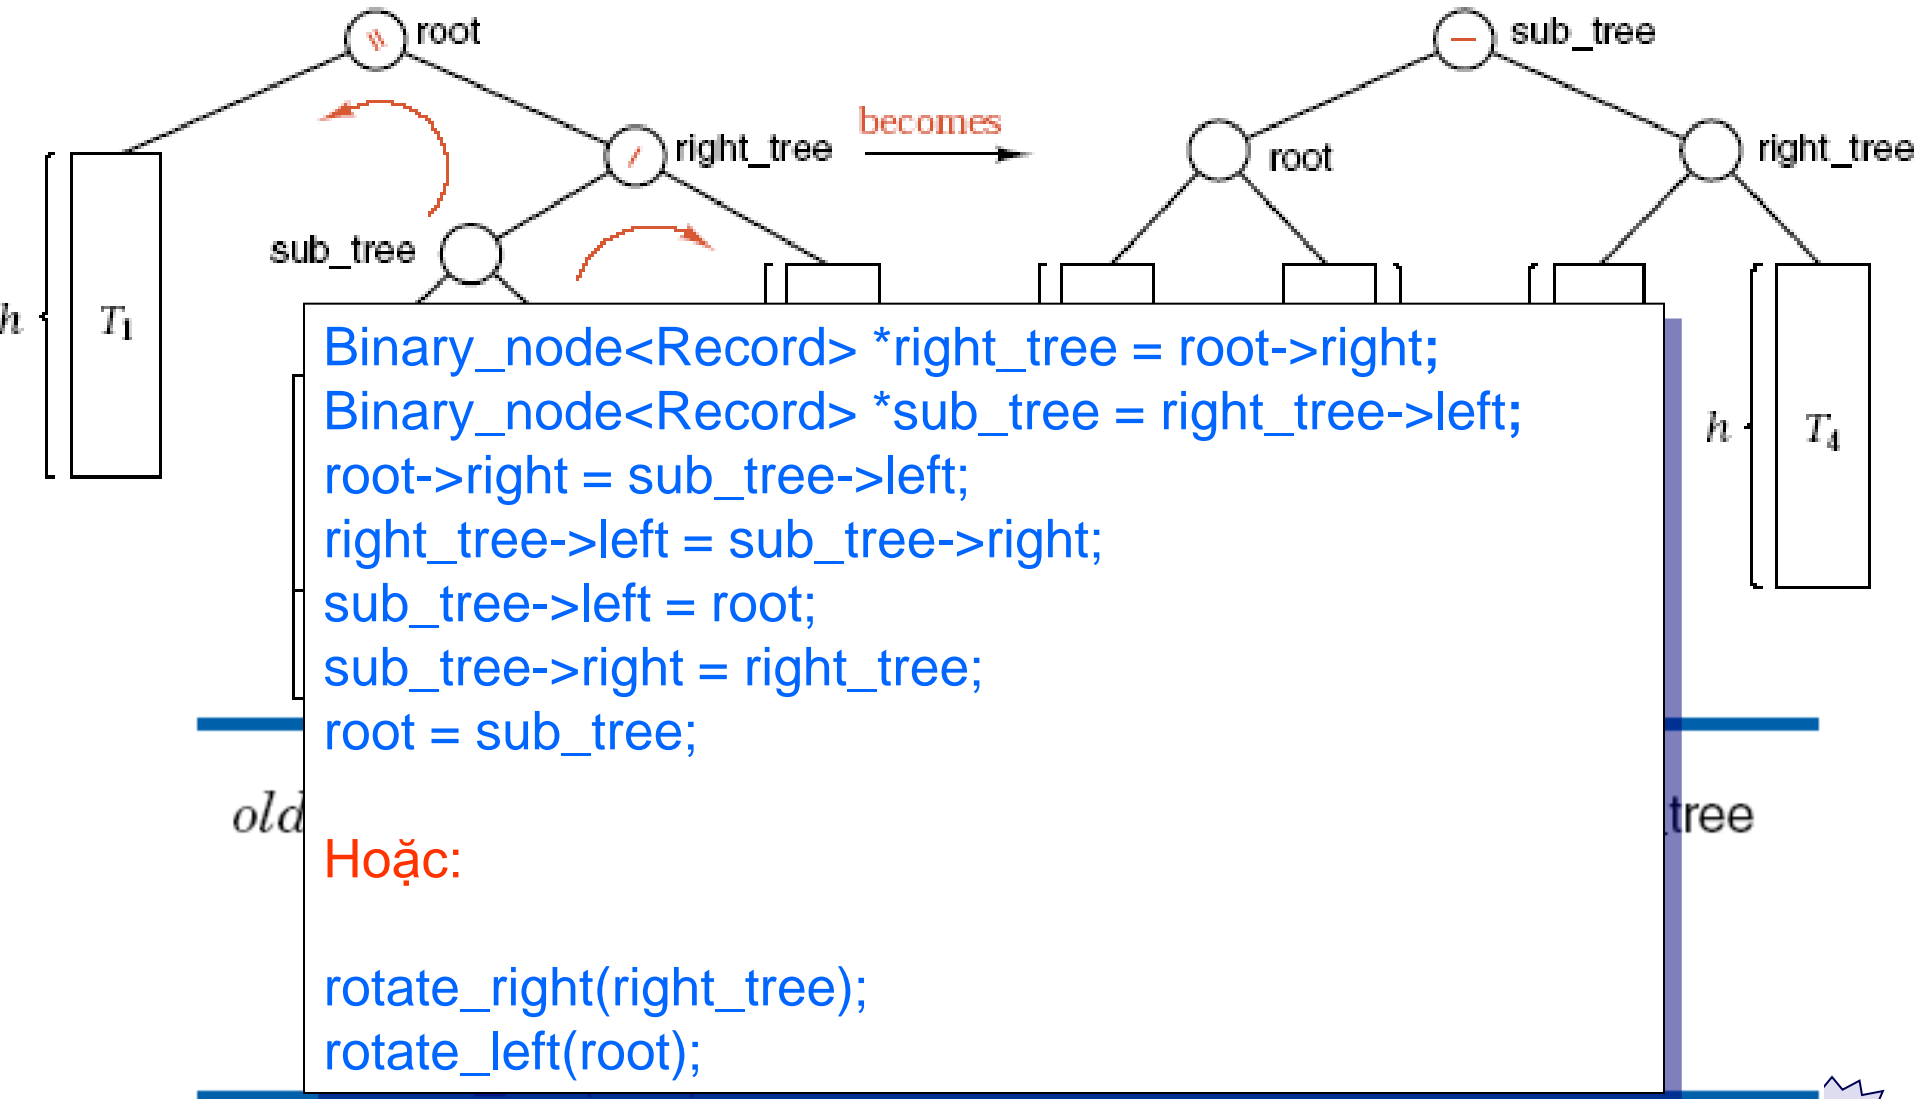 root
sub_tree
becomes
right_tree
root
right_tree
sub_tree
h
T1
h
T4
Binary_node<Record> *right_tree = root->right;
Binary_node<Record> *sub_tree = right_tree->left;
root->right = sub_tree->left;
right_tree->left = sub_tree->right;
sub_tree->left = root;
sub_tree->right = right_tree;
root = sub_tree;
old
tree
Hoặc:
rotate_right(right_tree);
rotate_left(root);